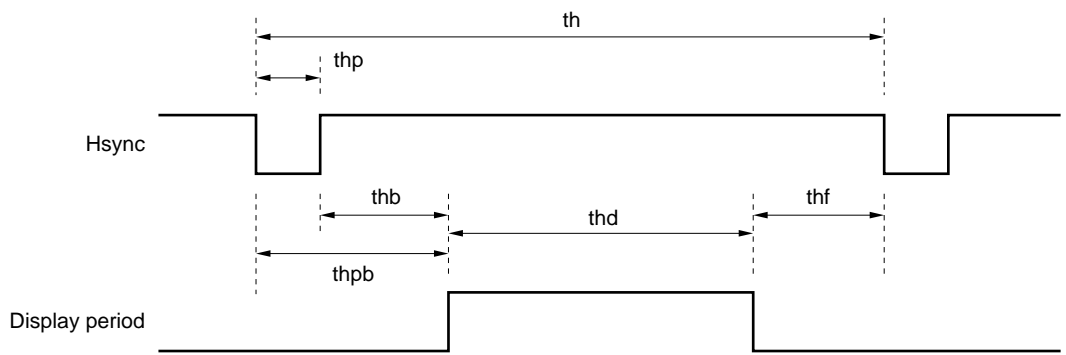 th
thp
Hsync
thb
thf
thd
thpb
Display period